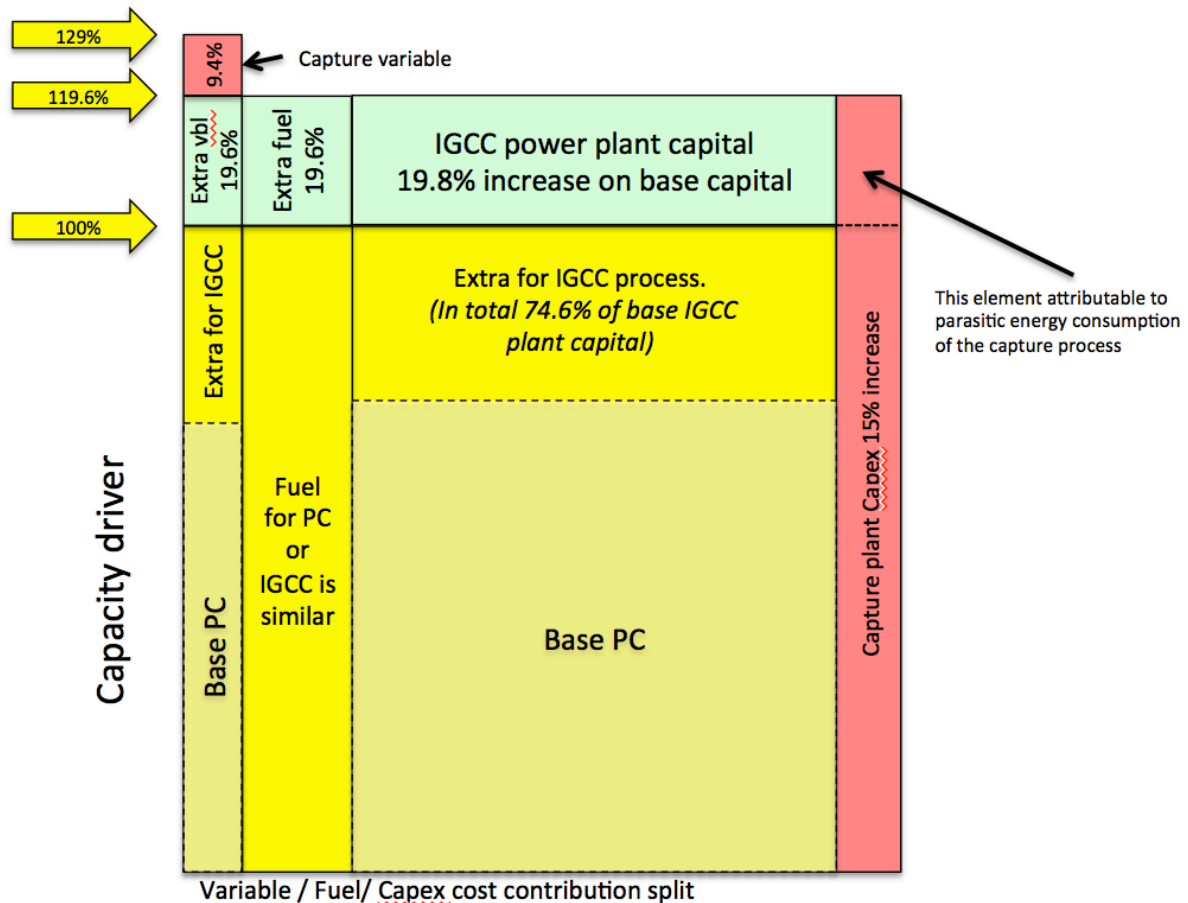 129%
119.6%
100%
9.4%
Capture variable
Extra vbl
19.6%
Extra fuel
19.6%
IGCC power plant capital
19.8% increase on base capital
Extra for IGCC
Extra for IGCC process.
(In total 74.6% of base IGCC
plant capital)
This element attributable to
parasitic energy consumption
of the capture process
Capture plant Capex 15% increase
Capacity driver
Base PC
Fuel
for PC
or
IGCC is
similar
Base PC
Variable / Fuel/ Capex cost contribution split